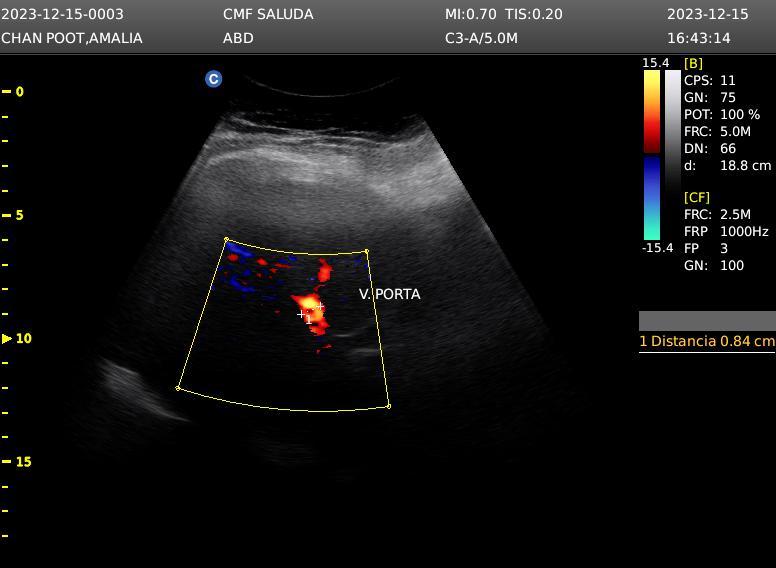 2023-12-15-0003 CMF SALUDA MI:0.70 TIS:0.20 2023-12-15
CHAN POOT,AMALIA ABD C3-A/5.0M 16:43:14
C
15.4 [B]
CPS: 11
GN: 75
POT: 100 %
FRC: 5.0M
DN: 66
d: 18.8 cm
[CF]
FRC: 2.5M
FRP 1000Hz
-15.4 FP 3
GN: 100
0
5
10
15
V. PORTA
1
1 Distancia 0.84 cm